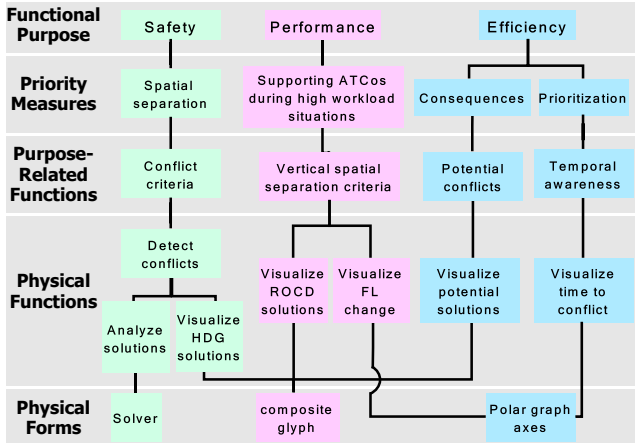 Functional
Purpose
Safety
Performance
Efficiency
Priority
Measures
Spatial
separation
Supporting ATCos
during high workload
situations
Consequences
Prioritization
Purpose-
Related
Functions
Conflict
criteria
Vertical spatial
separation criteria
Potential
conflicts
Temporal
awareness
Physical
Functions
Detect
conflicts
Analyze
solutions
Visualize
HDG
solutions
Visualize
ROCD
solutions
Visualize
FL
change
Visualize
potential
solutions
Visualize
time to
conflict
Physical
Forms
Solver
composite
glyph
Polar graph
axes